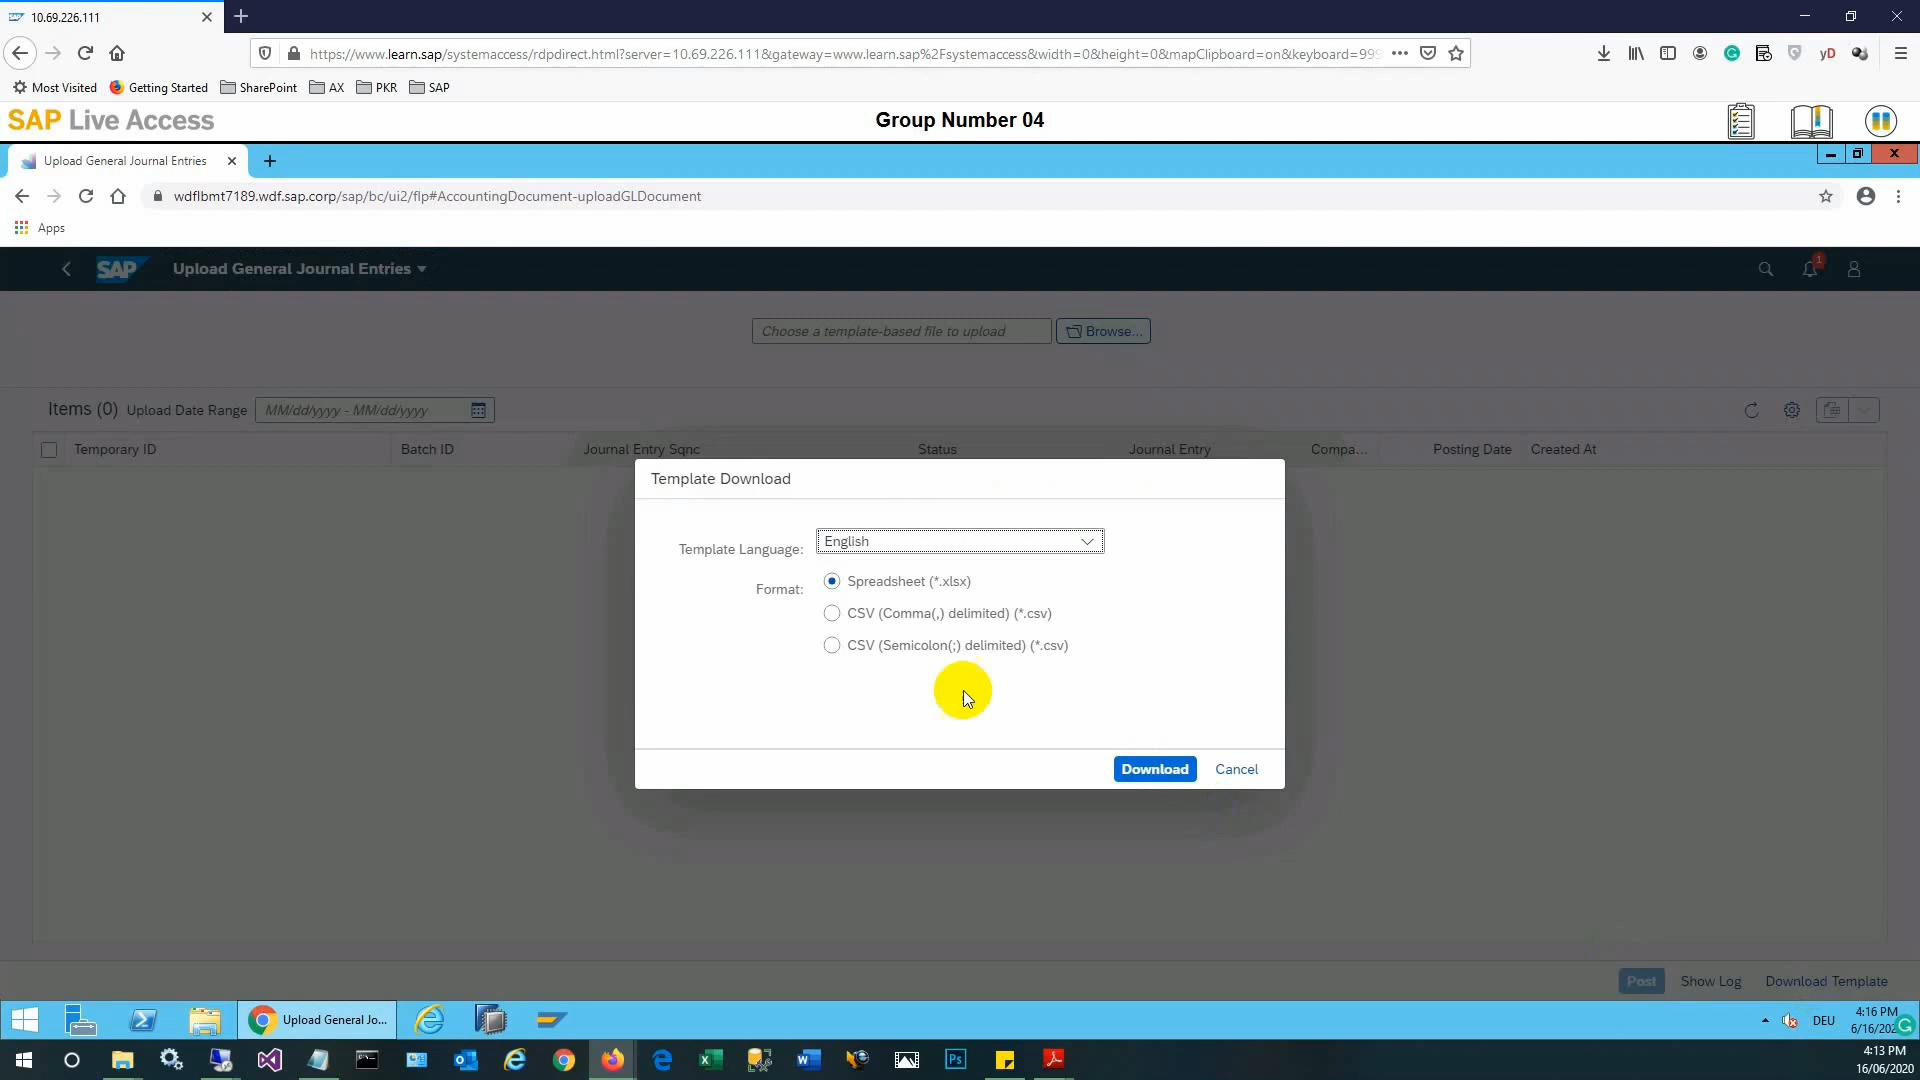 10.69.226.111
https://www.learn.sap/systemaccess/rdpdirect.html?server=10.69.226.111&gateway=www.learn.sap%2Fsystemaccess&width=0&height=0&mapClipboard=on&keyboard=999
Most Visited Getting Started SharePoint AX PKR SAP
SAP Live Access
Group Number 04
Upload General Journal Entries
wdflbmt7189.wdf.sap.corp/sap/bc/ui2/flp#AccountingDocument-uploadGLDocument
Apps
SAP Upload General Journal Entries 1
Choose a template-based file to upload Browse...
Items (0) Upload Date Range MM/dd/yyyy - MM/dd/yyyy
Temporary ID Batch ID Journal Entry Sqnc Status Journal Entry Compa... Posting Date Created At
Template Download
Template Language: English
Format: Spreadsheet (*.xlsx)
CSV (Comma(,) delimited) (*.csv)
CSV (Semicolon(;) delimited) (*.csv)
Download Cancel
Post Show Log Download Template
Upload General Jo... DEU 4:16 PM
4:13 PM
16/06/2020